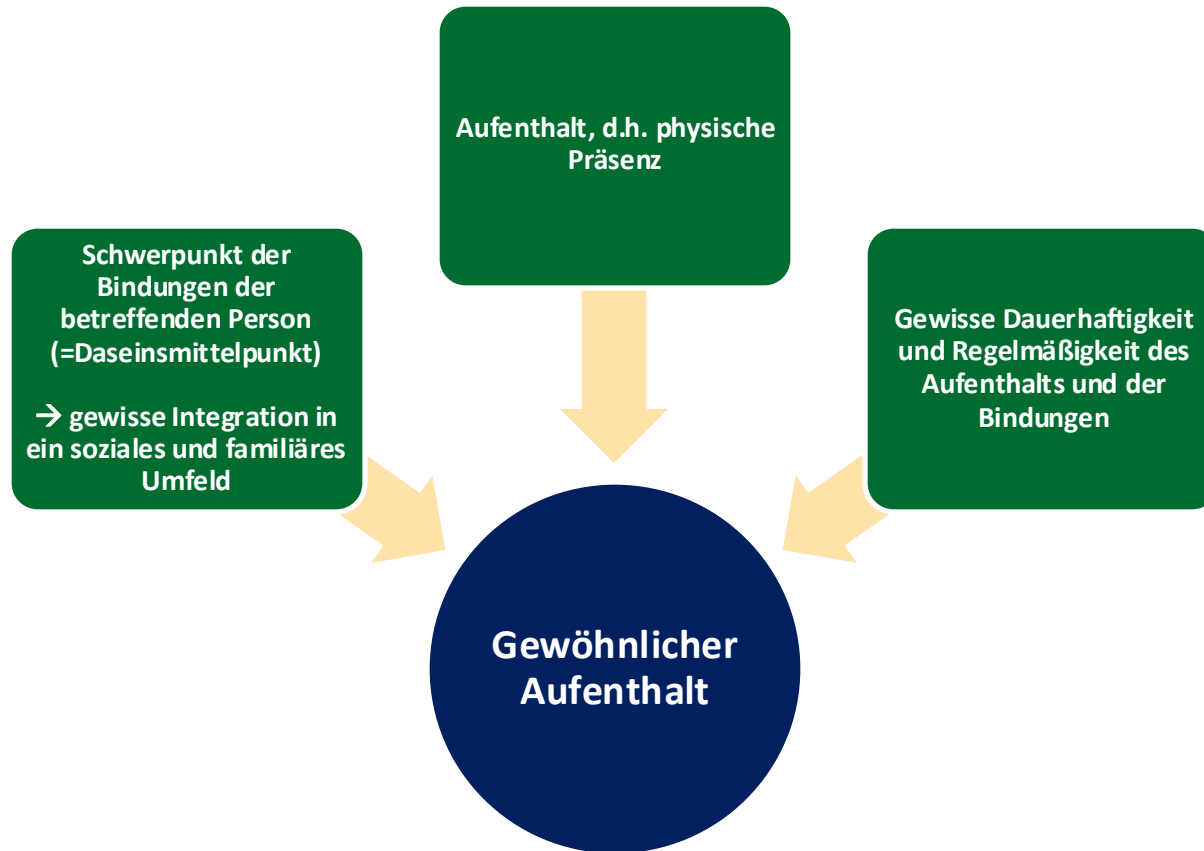 Aufenthalt, d.h. physische
Präsenz
Schwerpunkt der
Bindungen der
betreffenden Person
(=Daseinsmittelpunkt)
→ gewisse Integration in
ein soziales und familiäres
Umfeld
Gewisse Dauerhaftigkeit
und Regelmäßigkeit des
Aufenthalts und der
Bindungen
Gewöhnlicher
Aufenthalt